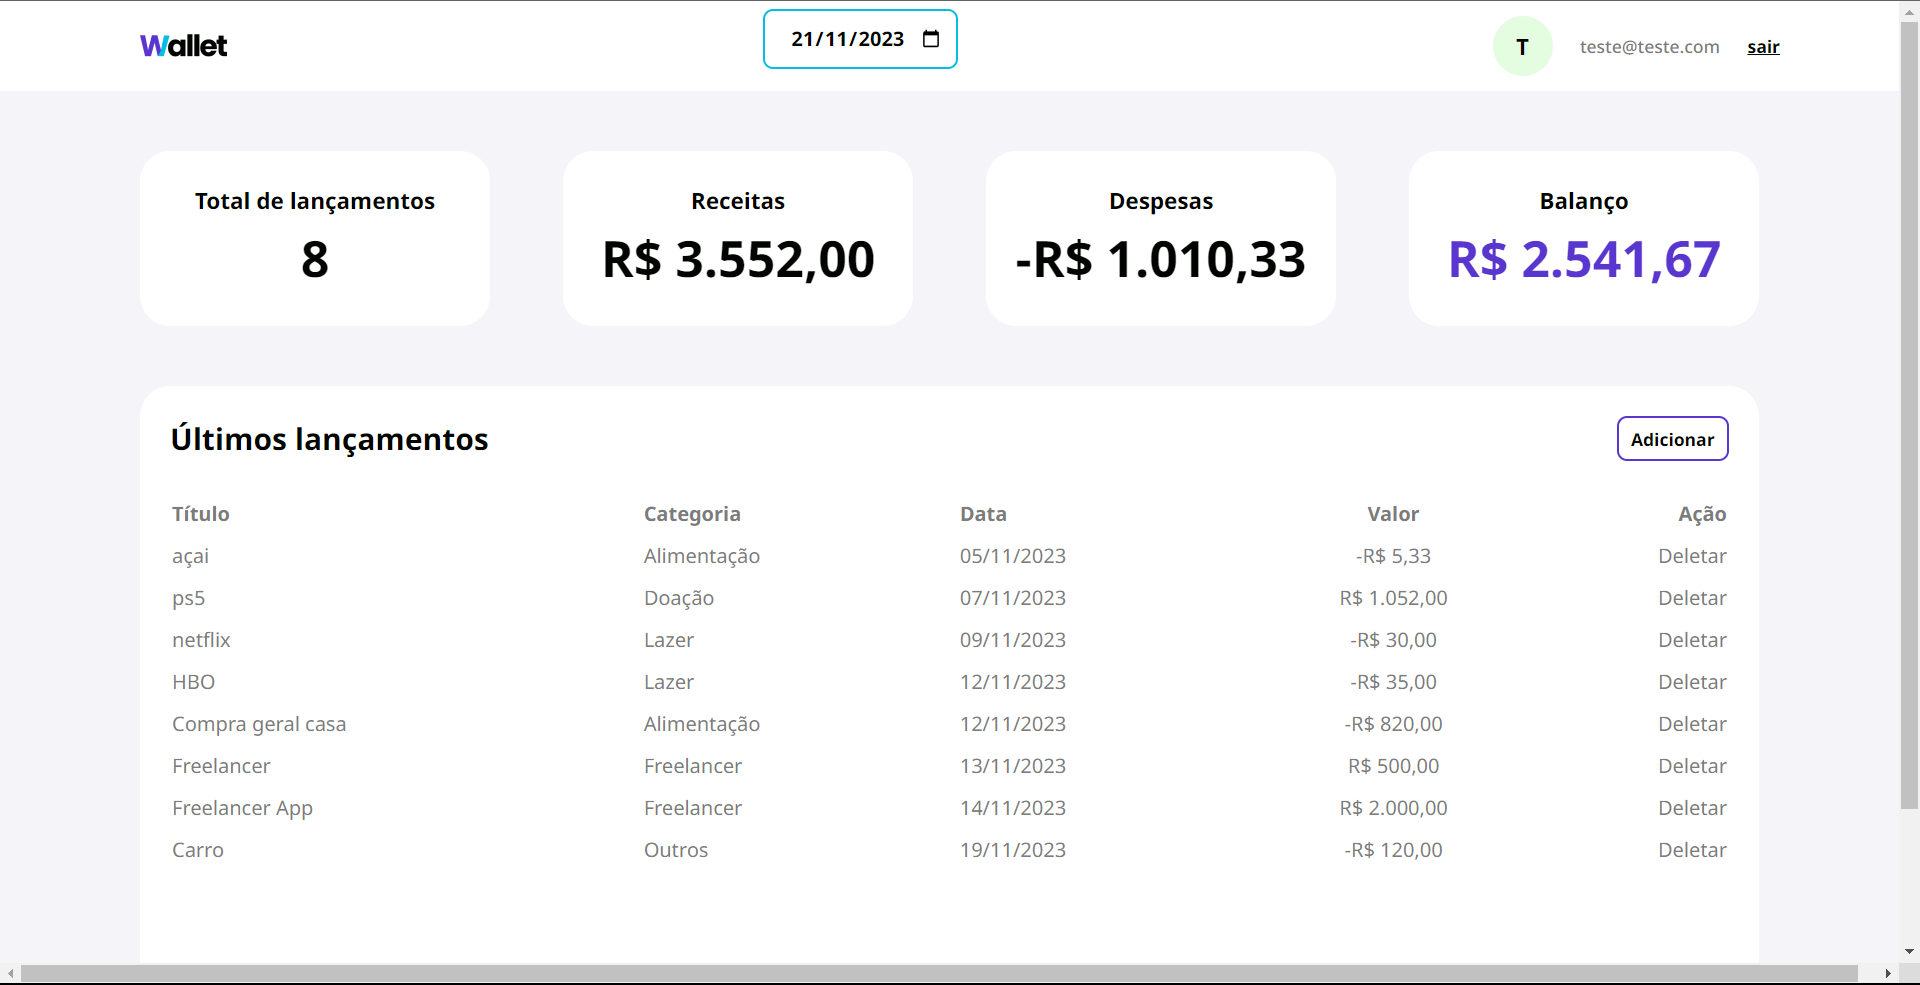 Wallet 21/11/2023 T teste@teste.com sair
Total de lançamentos Receitas Despesas Balanço
8 R$ 3.552,00 -R$ 1.010,33 R$ 2.541,67
Últimos lançamentos Adicionar
Título Categoria Data Valor Ação
açai Alimentação 05/11/2023 -R$ 5,33 Deletar
ps5 Doação 07/11/2023 R$ 1.052,00 Deletar
netflix Lazer 09/11/2023 -R$ 30,00 Deletar
HBO Lazer 12/11/2023 -R$ 35,00 Deletar
Compra geral casa Alimentação 12/11/2023 -R$ 820,00 Deletar
Freelancer Freelancer 13/11/2023 R$ 500,00 Deletar
Freelancer App Freelancer 14/11/2023 R$ 2.000,00 Deletar
Carro Outros 19/11/2023 -R$ 120,00 Deletar